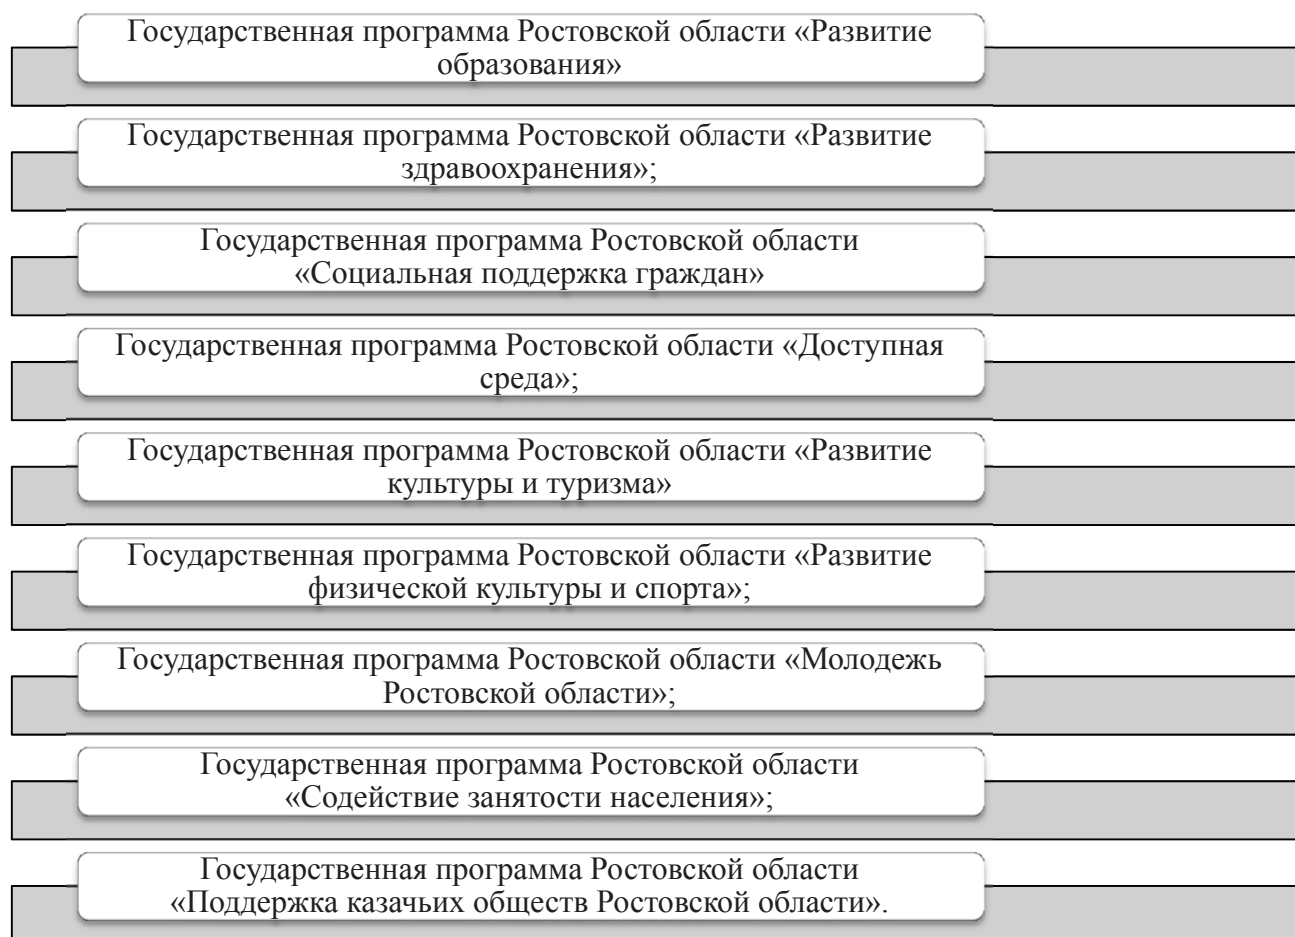 Государственная программа Ростовской области «Развитие
образования»
Государственная программа Ростовской области «Развитие
здравоохранения»;
Государственная программа Ростовской области
«Социальная поддержка граждан»
Государственная программа Ростовской области «Доступная
среда»;
Государственная программа Ростовской области «Развитие
культуры и туризма»
Государственная программа Ростовской области «Развитие
физической культуры и спорта»;
Государственная программа Ростовской области «Молодежь
Ростовской области»;
Государственная программа Ростовской области
«Содействие занятости населения»;
Государственная программа Ростовской области
«Поддержка казачьих обществ Ростовской области».